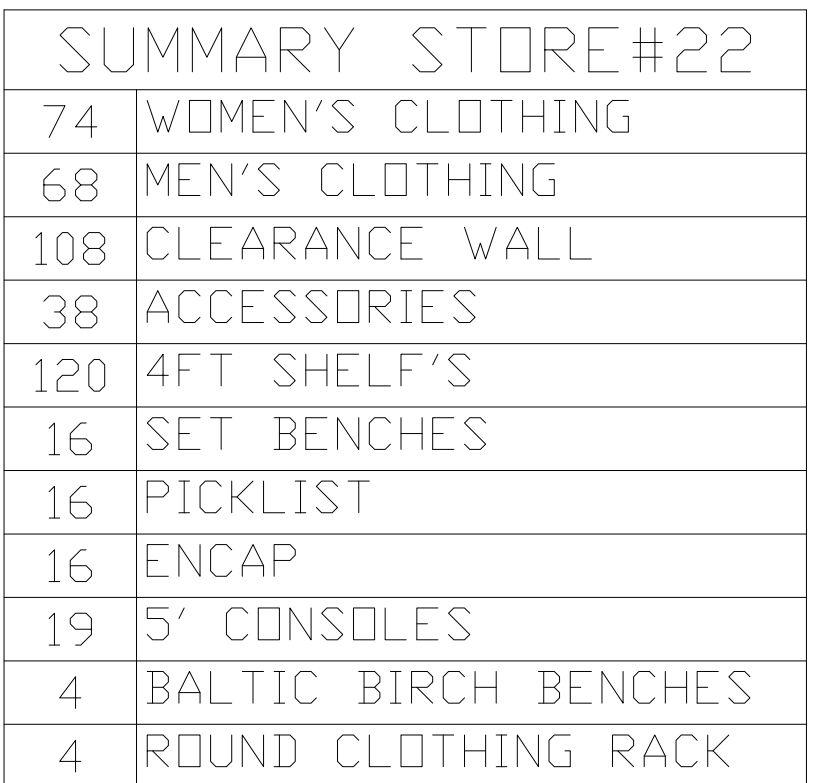 SUMMARY STORE#22
74 WOMEN'S CLOTHING
68 MEN'S CLOTHING
108 CLEARANCE WALL
38 ACCESSORIES
120 4FT SHELF'S
16 SET BENCHES
16 PICKLIST
16 ENCAP
19 5' CONSOLES
4 BALTIC BIRCH BENCHES
4 ROUND CLOTHING RACK